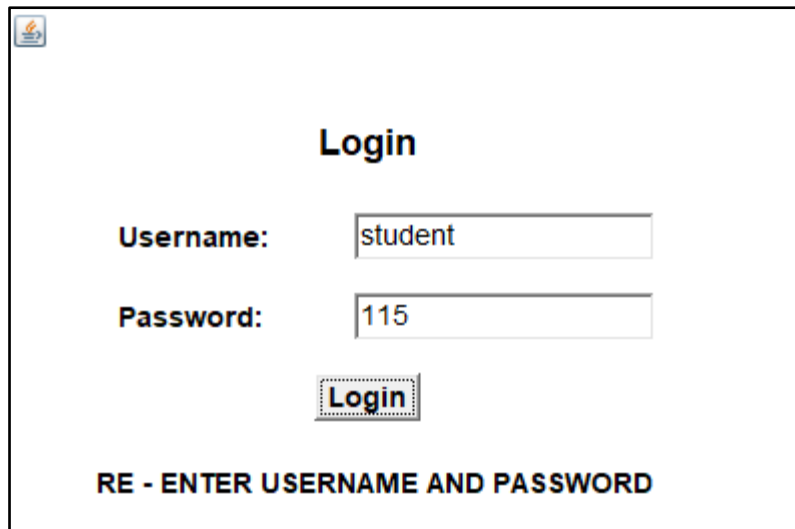 Login
Username: student
Password: 115
Login
RE - ENTER USERNAME AND PASSWORD